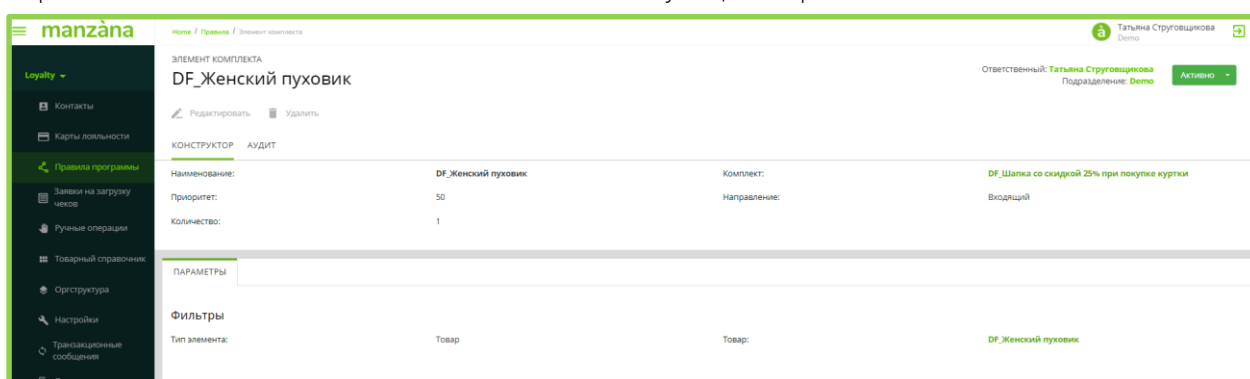 manzàna
Home / Правила / Элемент комплекта
Татьяна Струговщикова
Demo
Loyalty
Контакты
Карты лояльности
Правила программы
Заявки на загрузку
чеков
Ручные операции
Товарный справочник
Оргструктура
Настройки
Транзакционные
сообщения
ЭЛЕМЕНТ КОМПЛЕКТА
DF_Женский пуховик
Ответственный: Татьяна Струговщикова
Подразделение: Demo
Активно
Редактировать Удалить
КОНСТРУКТОР АУДИТ
Наименование: DF_Женский пуховик Комплект: DF_Шапка со скидкой 25% при покупке куртки
Приоритет: 50 Направление: Входящий
Количество: 1
ПАРАМЕТРЫ
Фильтры
Тип элемента: Товар Товар: DF_Женский пуховик